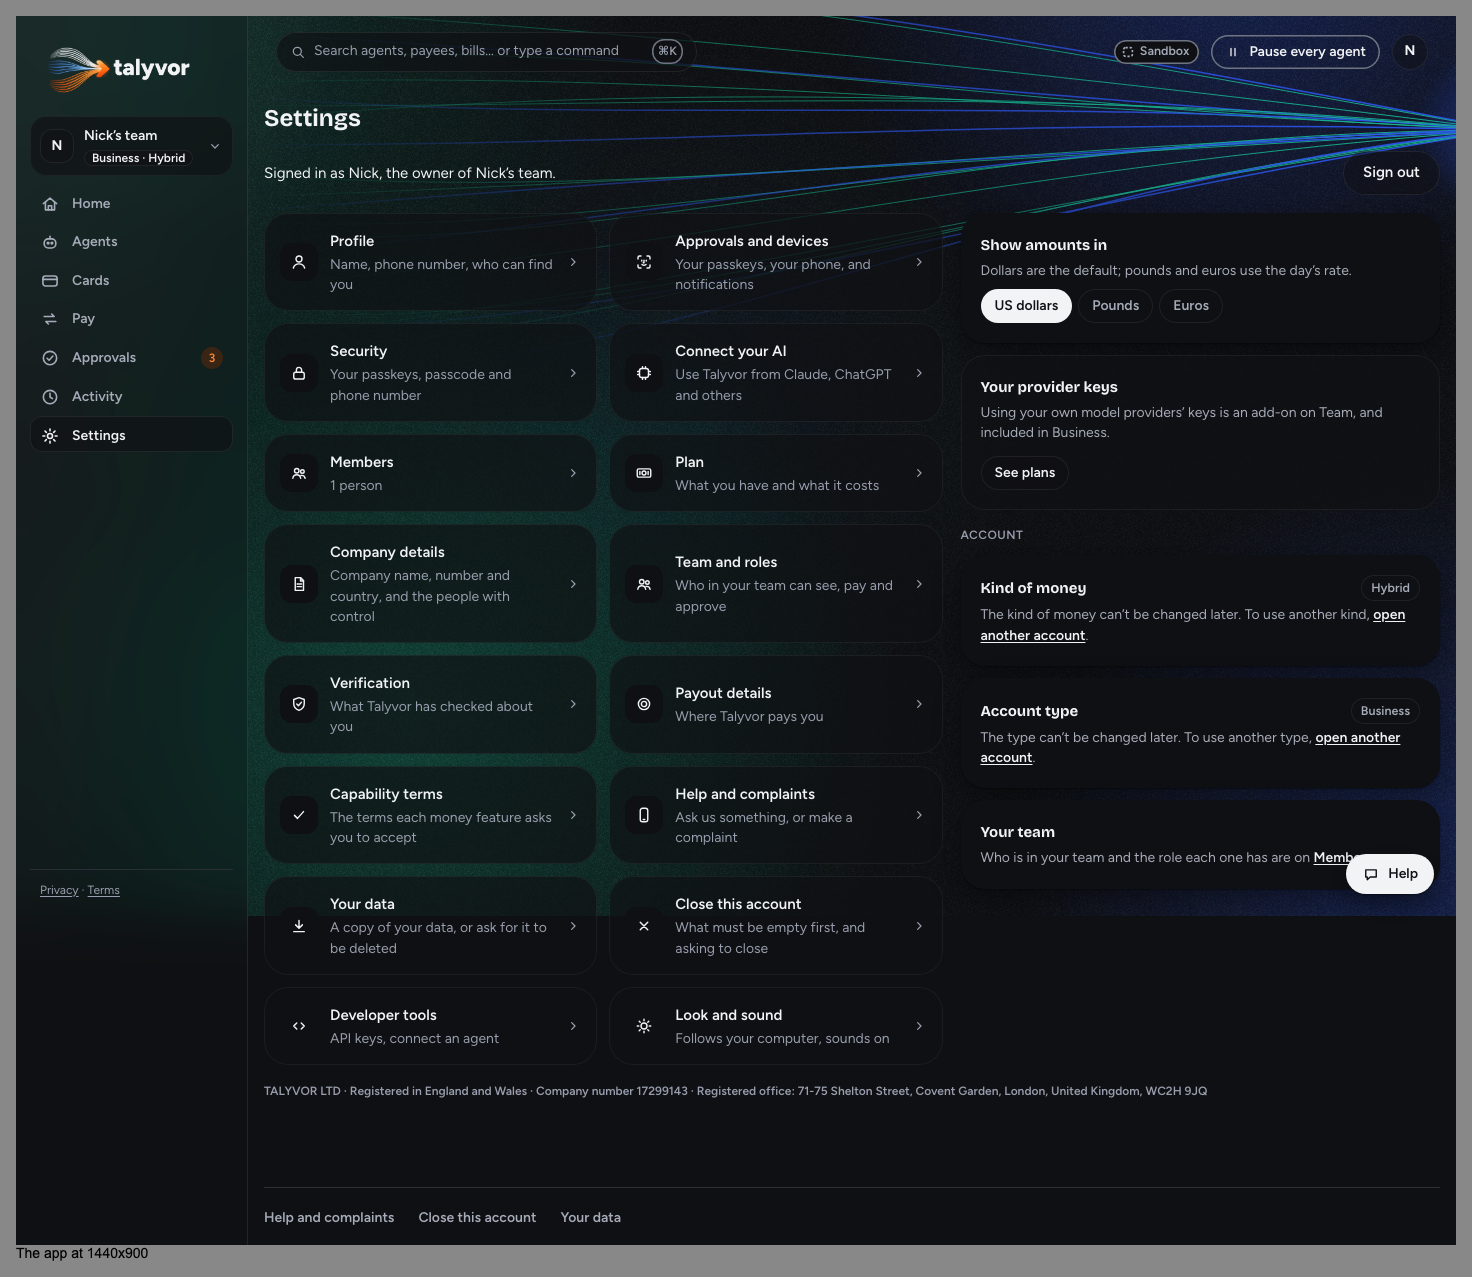 talyvor
N
Nick's team
Business · Hybrid
Home
Agents
Cards
Pay
Approvals
3
Activity
Settings
Privacy · Terms
Search agents, payees, bills... or type a command
⌘K
Sandbox
Pause every agent
N
Settings
Signed in as Nick, the owner of Nick's team.
Sign out
Profile
Name, phone number, who can find
you
Approvals and devices
Your passkeys, your phone, and
notifications
Security
Your passkeys, passcode and
phone number
Connect your AI
Use Talyvor from Claude, ChatGPT
and others
Members
1 person
Plan
What you have and what it costs
Company details
Company name, number and
country, and the people with
control
Team and roles
Who in your team can see, pay and
approve
Verification
What Talyvor has checked about
you
Payout details
Where Talyvor pays you
Capability terms
The terms each money feature asks
you to accept
Help and complaints
Ask us something, or make a
complaint
Your data
A copy of your data, or ask for it to
be deleted
Close this account
What must be empty first, and
asking to close
Developer tools
API keys, connect an agent
Look and sound
Follows your computer, sounds on
Show amounts in
Dollars are the default; pounds and euros use the day's rate.
US dollars
Pounds
Euros
Your provider keys
Using your own model providers' keys is an add-on on Team, and
included in Business.
See plans
ACCOUNT
Kind of money
Hybrid
The kind of money can't be changed later. To use another kind, open
another account.
Account type
Business
The type can't be changed later. To use another type, open another
account.
Your team
Who is in your team and the role each one has are on
Help
TALYVOR LTD · Registered in England and Wales · Company number 17299143 · Registered office: 71-75 Shelton Street, Covent Garden, London, United Kingdom, WC2H 9JQ
Help and complaints
Close this account
Your data
The app at 1440x900